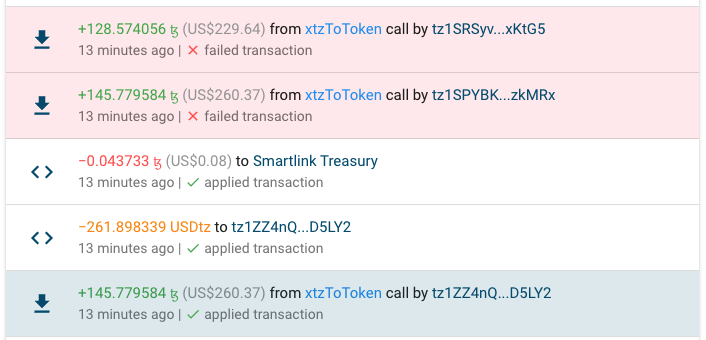 +128.574056 ꜩ (US$229.64) from xtzToToken call by tz1SRSyv...xKtG5
13 minutes ago | ✕ failed transaction
+145.779584 ꜩ (US$260.37) from xtzToToken call by tz1SPYBK...zkMRx
13 minutes ago | ✕ failed transaction
−0.043733 ꜩ (US$0.08) to Smartlink Treasury
13 minutes ago | ✓ applied transaction
−261.898339 USDtz to tz1ZZ4nQ...D5LY2
13 minutes ago | ✓ applied transaction
+145.779584 ꜩ (US$260.37) from xtzToToken call by tz1ZZ4nQ...D5LY2
13 minutes ago | ✓ applied transaction